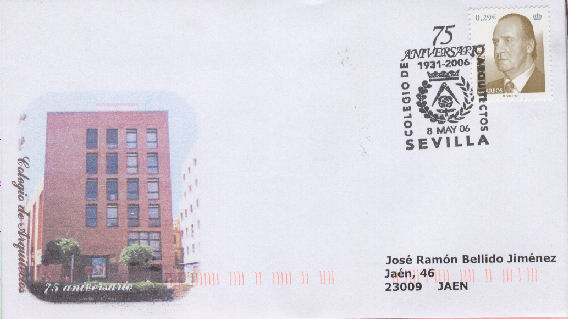 0,29€
CORREOS
75
ANIVERSARIO
1931-2006
COLEGIO DE
ARQUITECTOS
8 MAY 06
SEVILLA
Colegio de Arquitectos
75 aniversario
José Ramón Bellido Jiménez
Jaén, 46
23009 JAEN